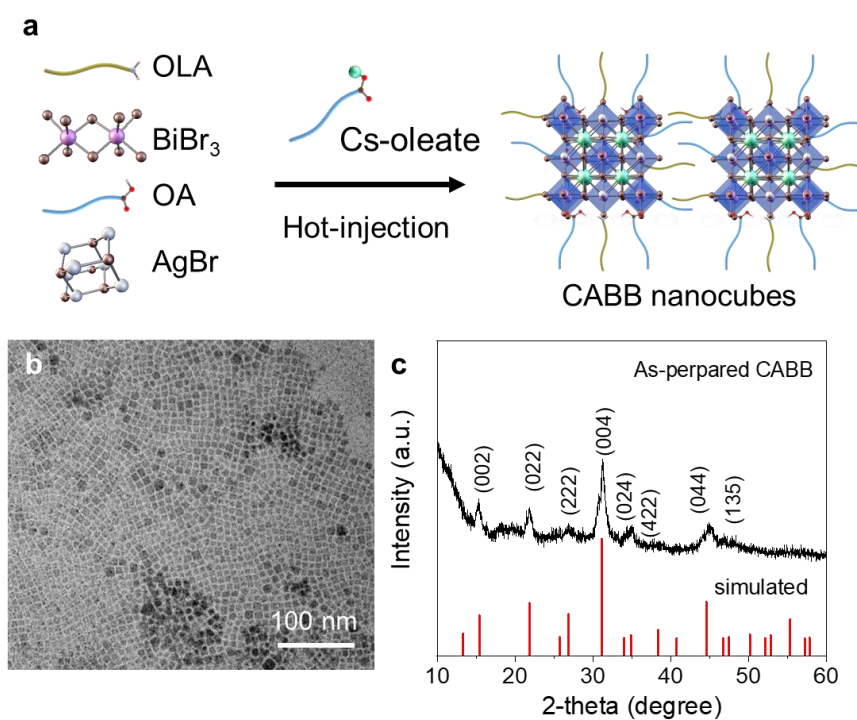 a
OLA
BiBr₃
OA
AgBr
Cs-oleate
Hot-injection
CABB nanocubes
b
100 nm
c
As-perpared CABB
(002)
(022)
(222)
(004)
(024)
(422)
(044)
(135)
simulated
Intensity (a.u.)
10 20 30 40 50 60
2-theta (degree)